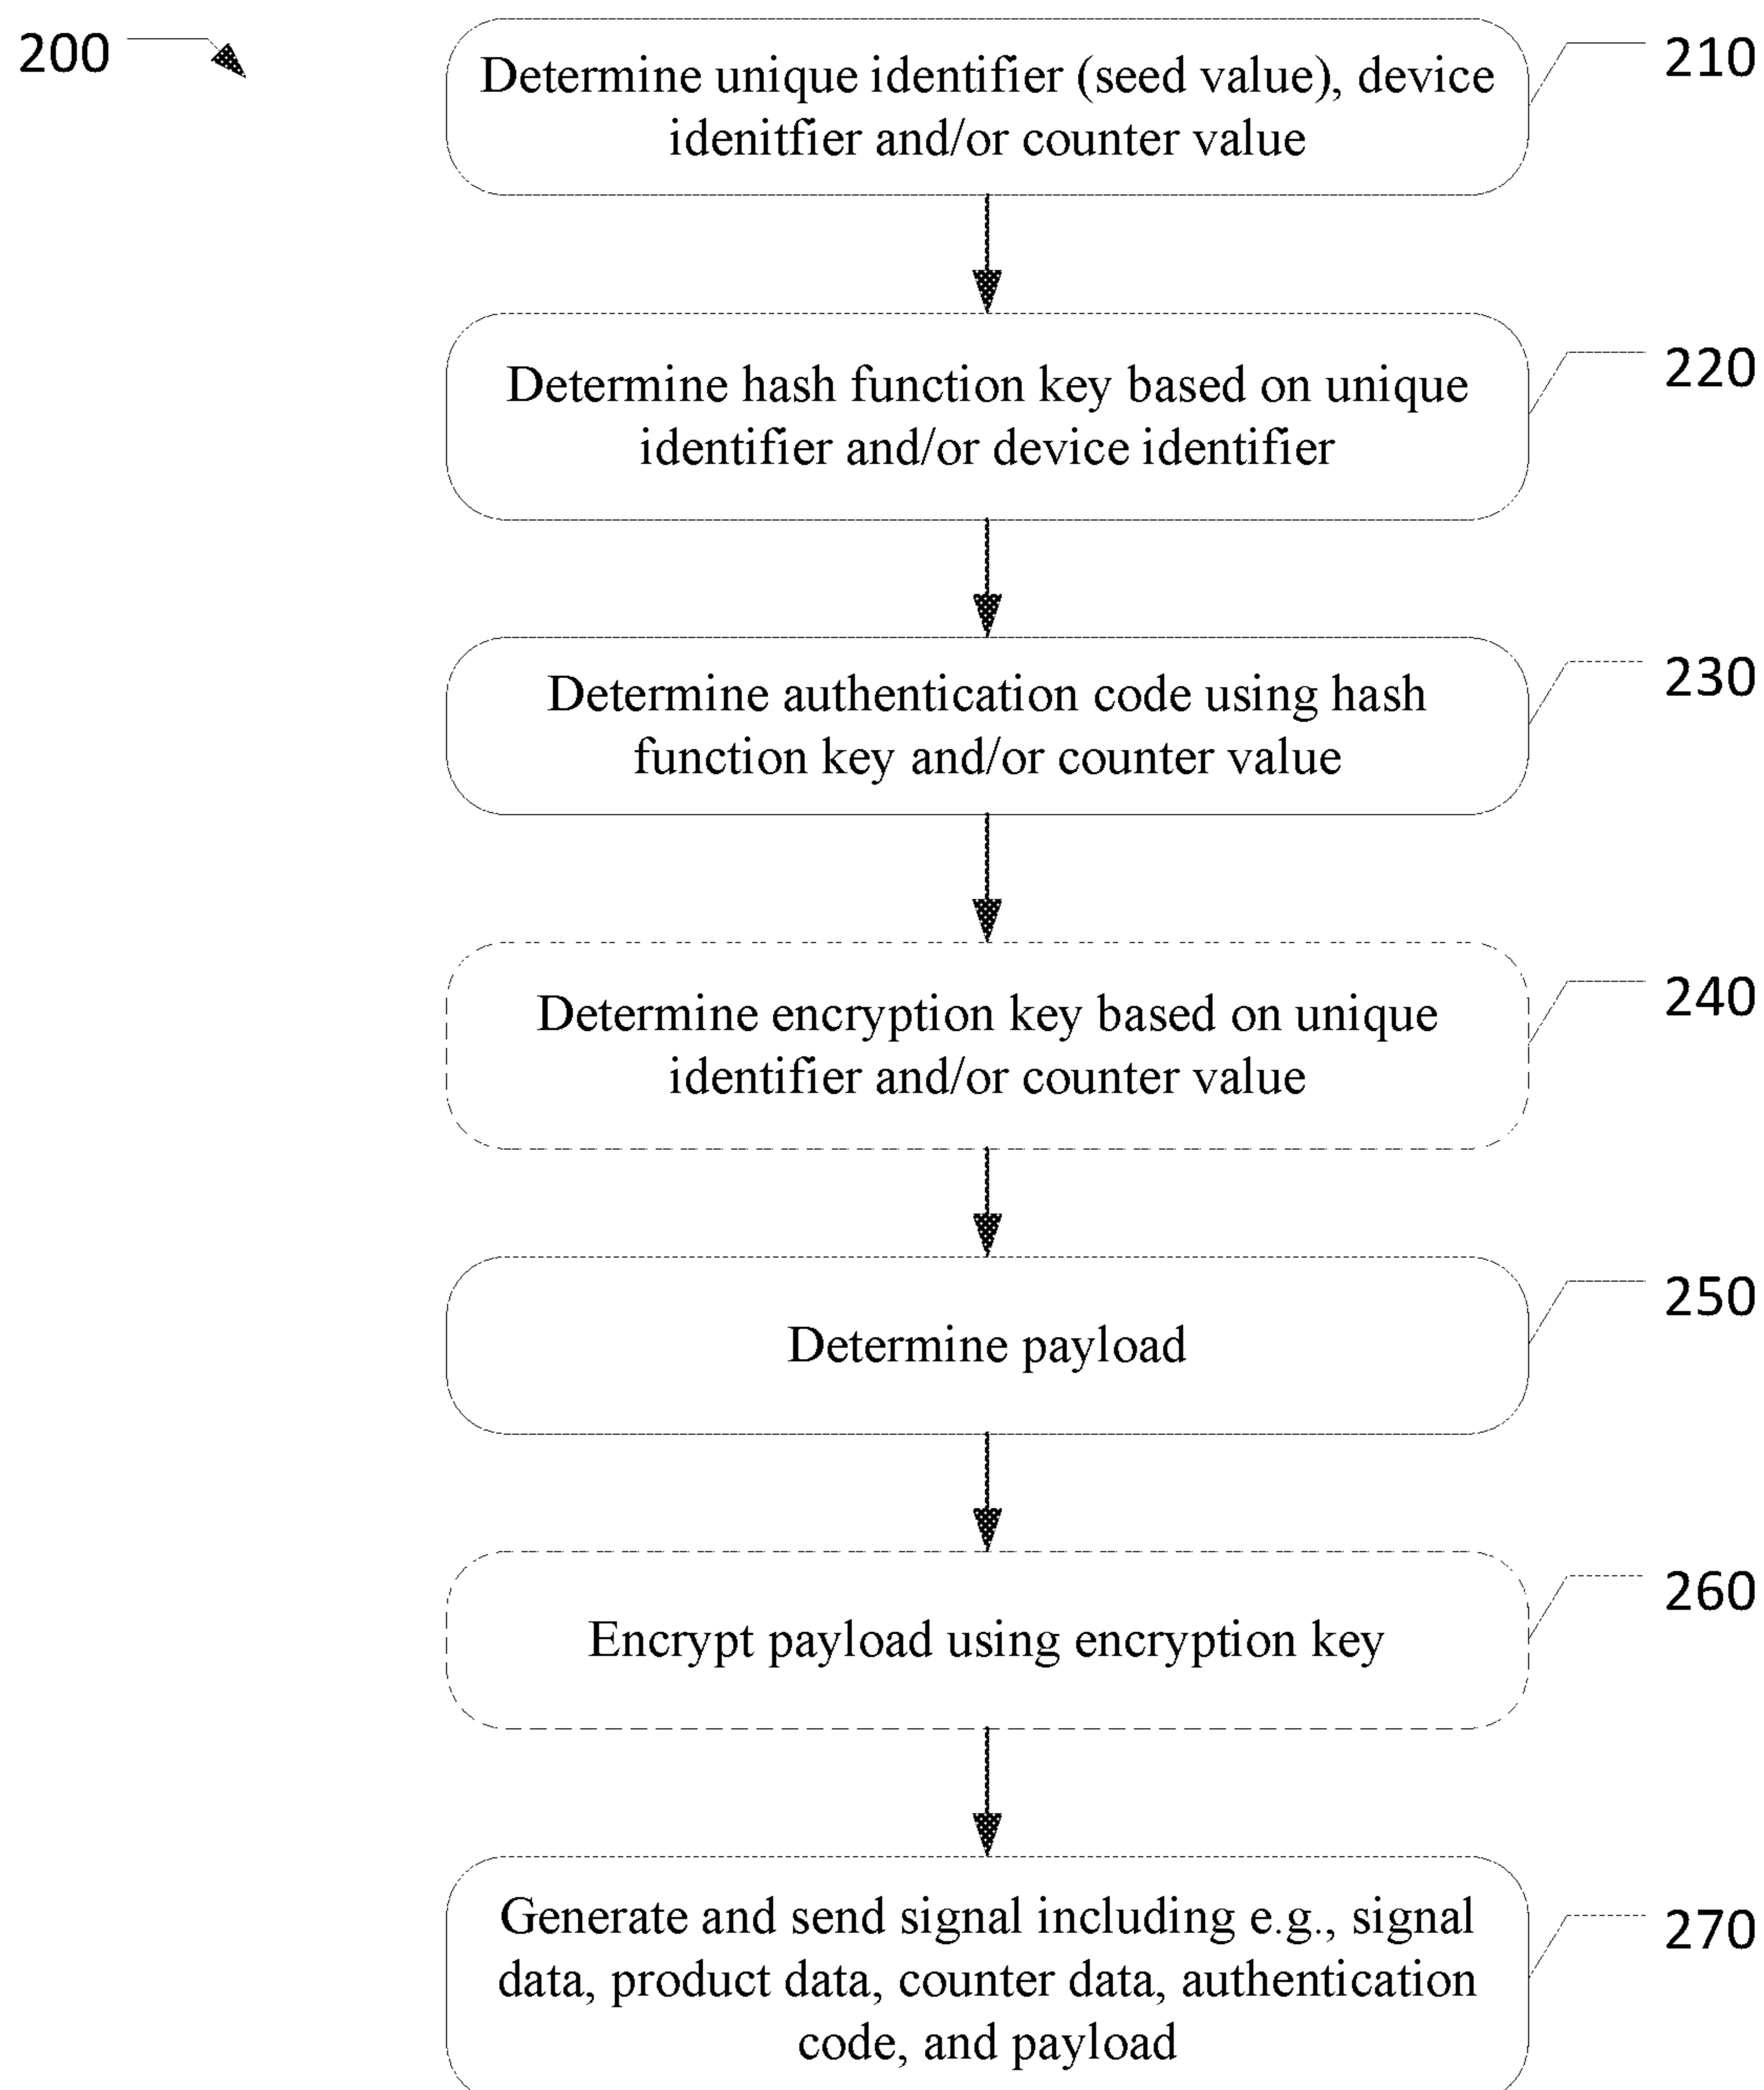 200
Determine unique identifier (seed value), device
idenitfier and/or counter value
210
Determine hash function key based on unique
identifier and/or device identifier
220
Determine authentication code using hash
function key and/or counter value
230
Determine encryption key based on unique
identifier and/or counter value
240
Determine payload
250
Encrypt payload using encryption key
260
Generate and send signal including e.g., signal
data, product data, counter data, authentication
code, and payload
270